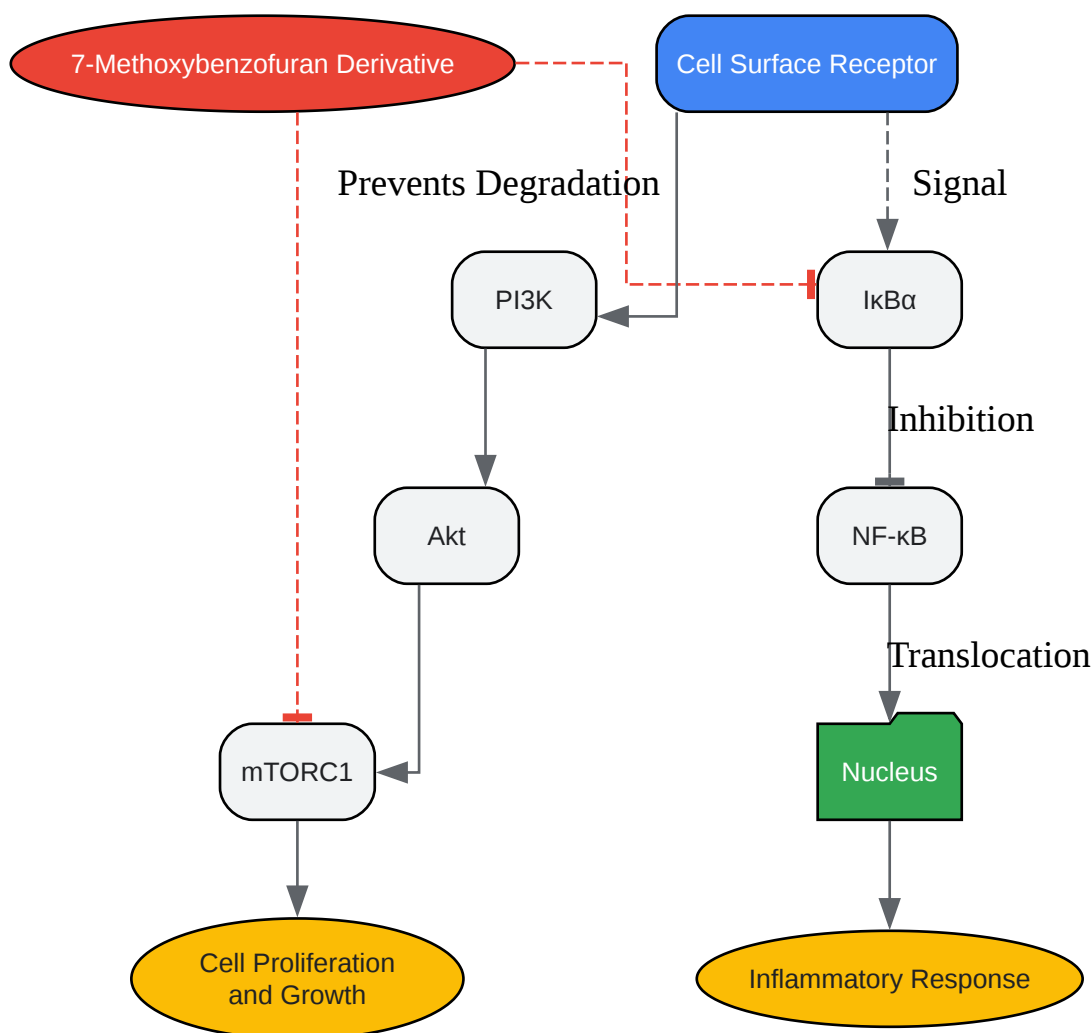 7-Methoxybenzofuran Derivative
Cell Surface Receptor
Prevents Degradation
Signal
PI3K
IκBα
Inhibition
Akt
NF-κB
Translocation
mTORC1
Nucleus
Cell Proliferation
and Growth
Inflammatory Response